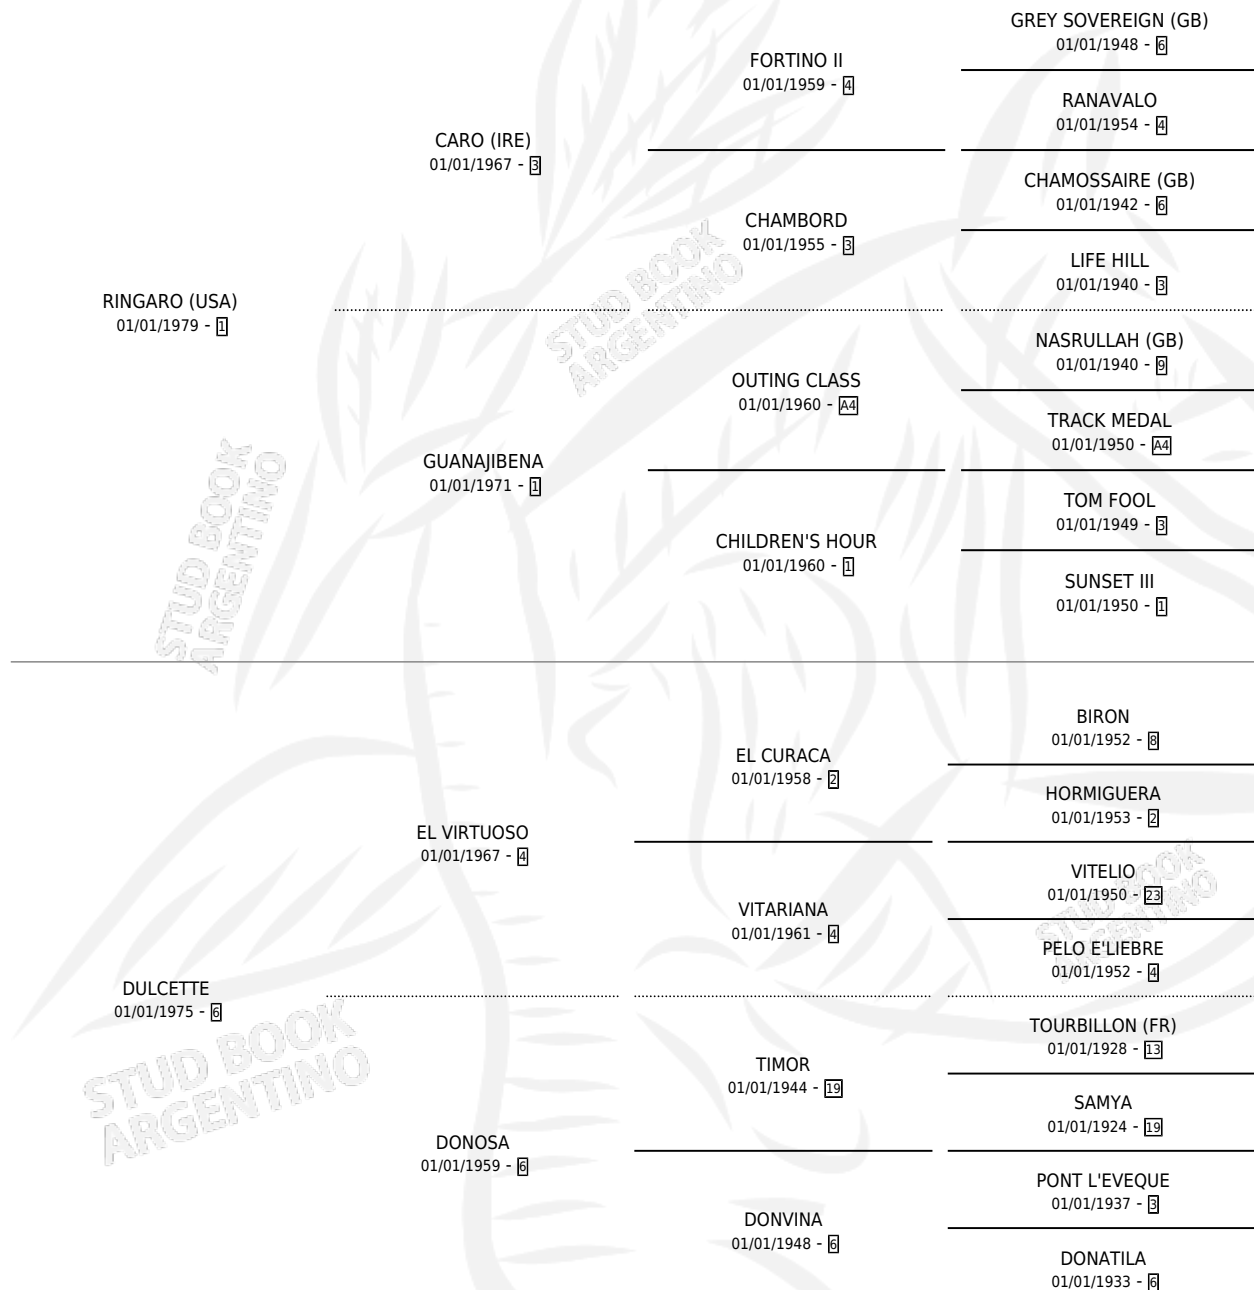 GREY SOVEREIGN (GB)
01/01/1948 - 6
FORTINO II
01/01/1959 - 4
RANAVALO
01/01/1954 - 4
CARO (IRE)
01/01/1967 - 3
CHAMOSSAIRE (GB)
01/01/1942 - 6
CHAMBORD
01/01/1955 - 3
LIFE HILL
01/01/1940 - 3
RINGARO (USA)
01/01/1979 - 1
NASRULLAH (GB)
01/01/1940 - 9
OUTING CLASS
01/01/1960 - A4
TRACK MEDAL
01/01/1950 - A4
GUANAJIBENA
01/01/1971 - 1
TOM FOOL
01/01/1949 - 3
CHILDREN'S HOUR
01/01/1960 - 1
SUNSET III
01/01/1950 - 1
STUD BOOK
ARGENTINO
STUD BOOK
ARGENTINO
BIRON
01/01/1952 - 8
EL CURACA
01/01/1958 - 2
HORMIGUERA
01/01/1953 - 2
EL VIRTUOSO
01/01/1967 - 4
VITELIO
01/01/1950 - 23
VITARIANA
01/01/1961 - 4
PELO E'LIEBRE
01/01/1952 - 4
STUD BOOK
ARGENTINO
DULCETTE
01/01/1975 - 6
TOURBILLON (FR)
01/01/1928 - 13
TIMOR
01/01/1944 - 19
SAMYA
01/01/1924 - 19
STUD BOOK
ARGENTINO
DONOSA
01/01/1959 - 6
PONT L'EVEQUE
01/01/1937 - 3
DONVINA
01/01/1948 - 6
DONATILA
01/01/1933 - 6